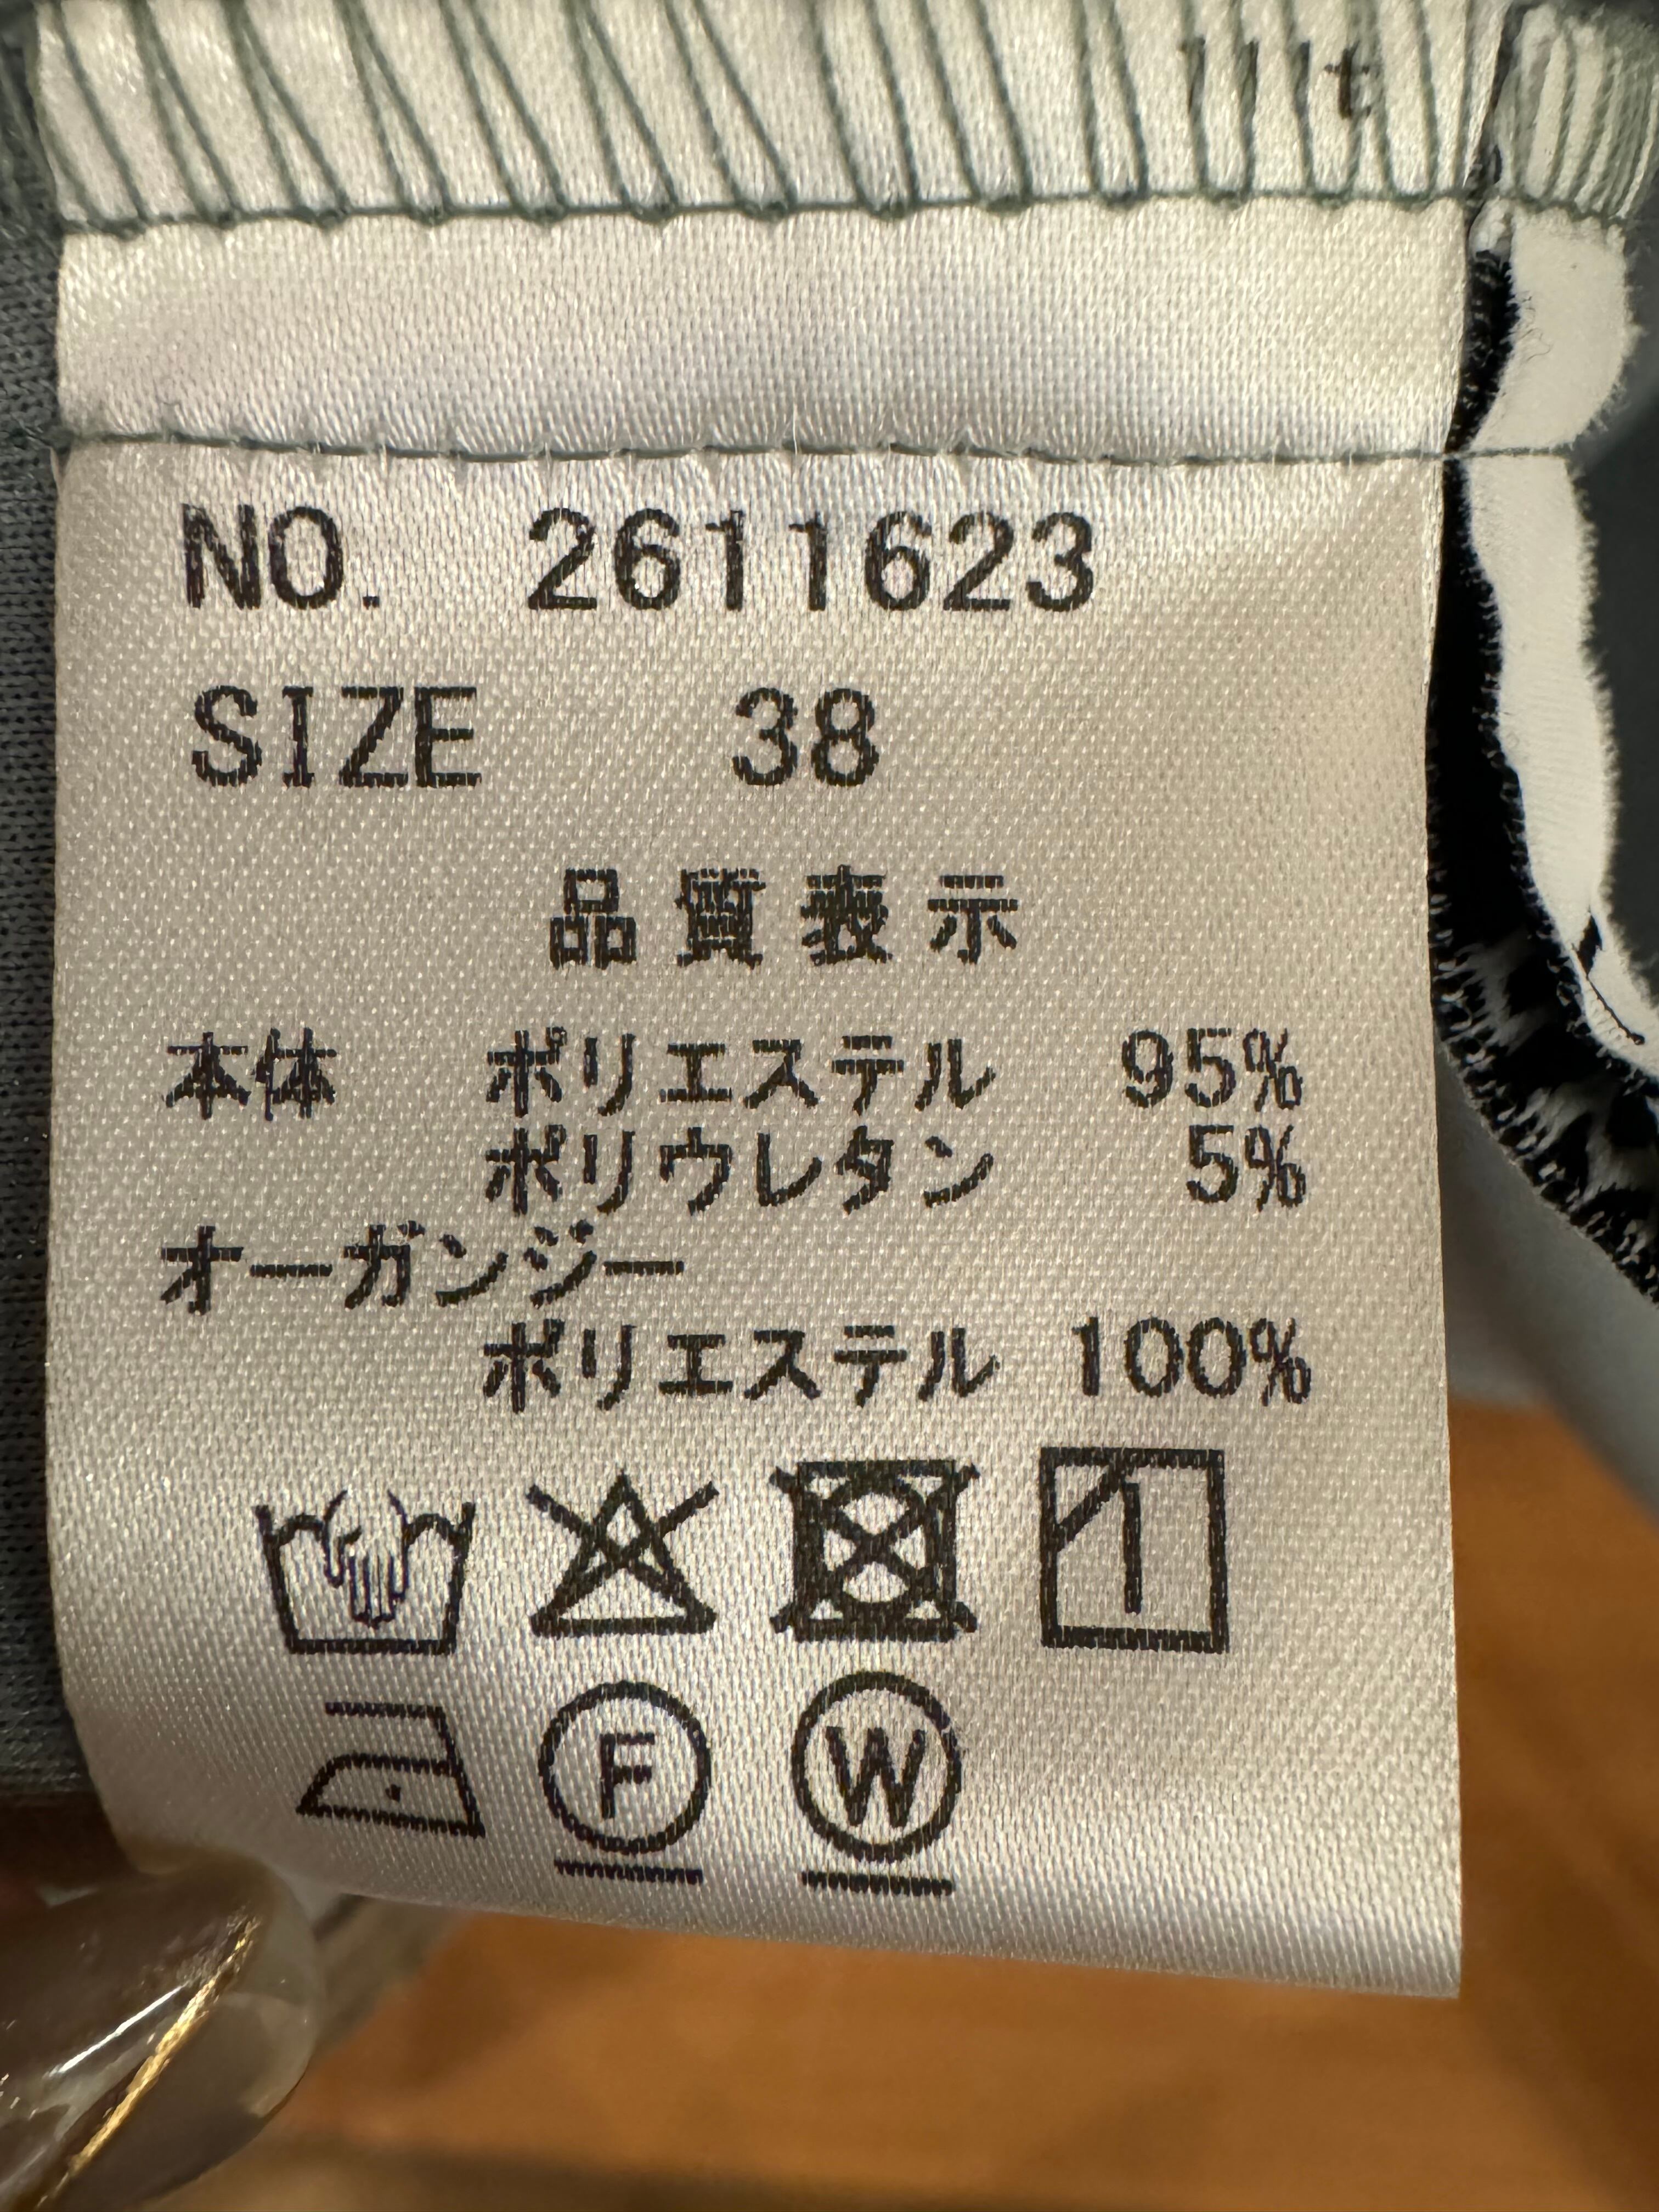 NO. 2611623
SIZE 38
品質表示
本体 ポリエステル 95%
ポリウレタン 5%
オーガンジー
ポリエステル 100%
F W